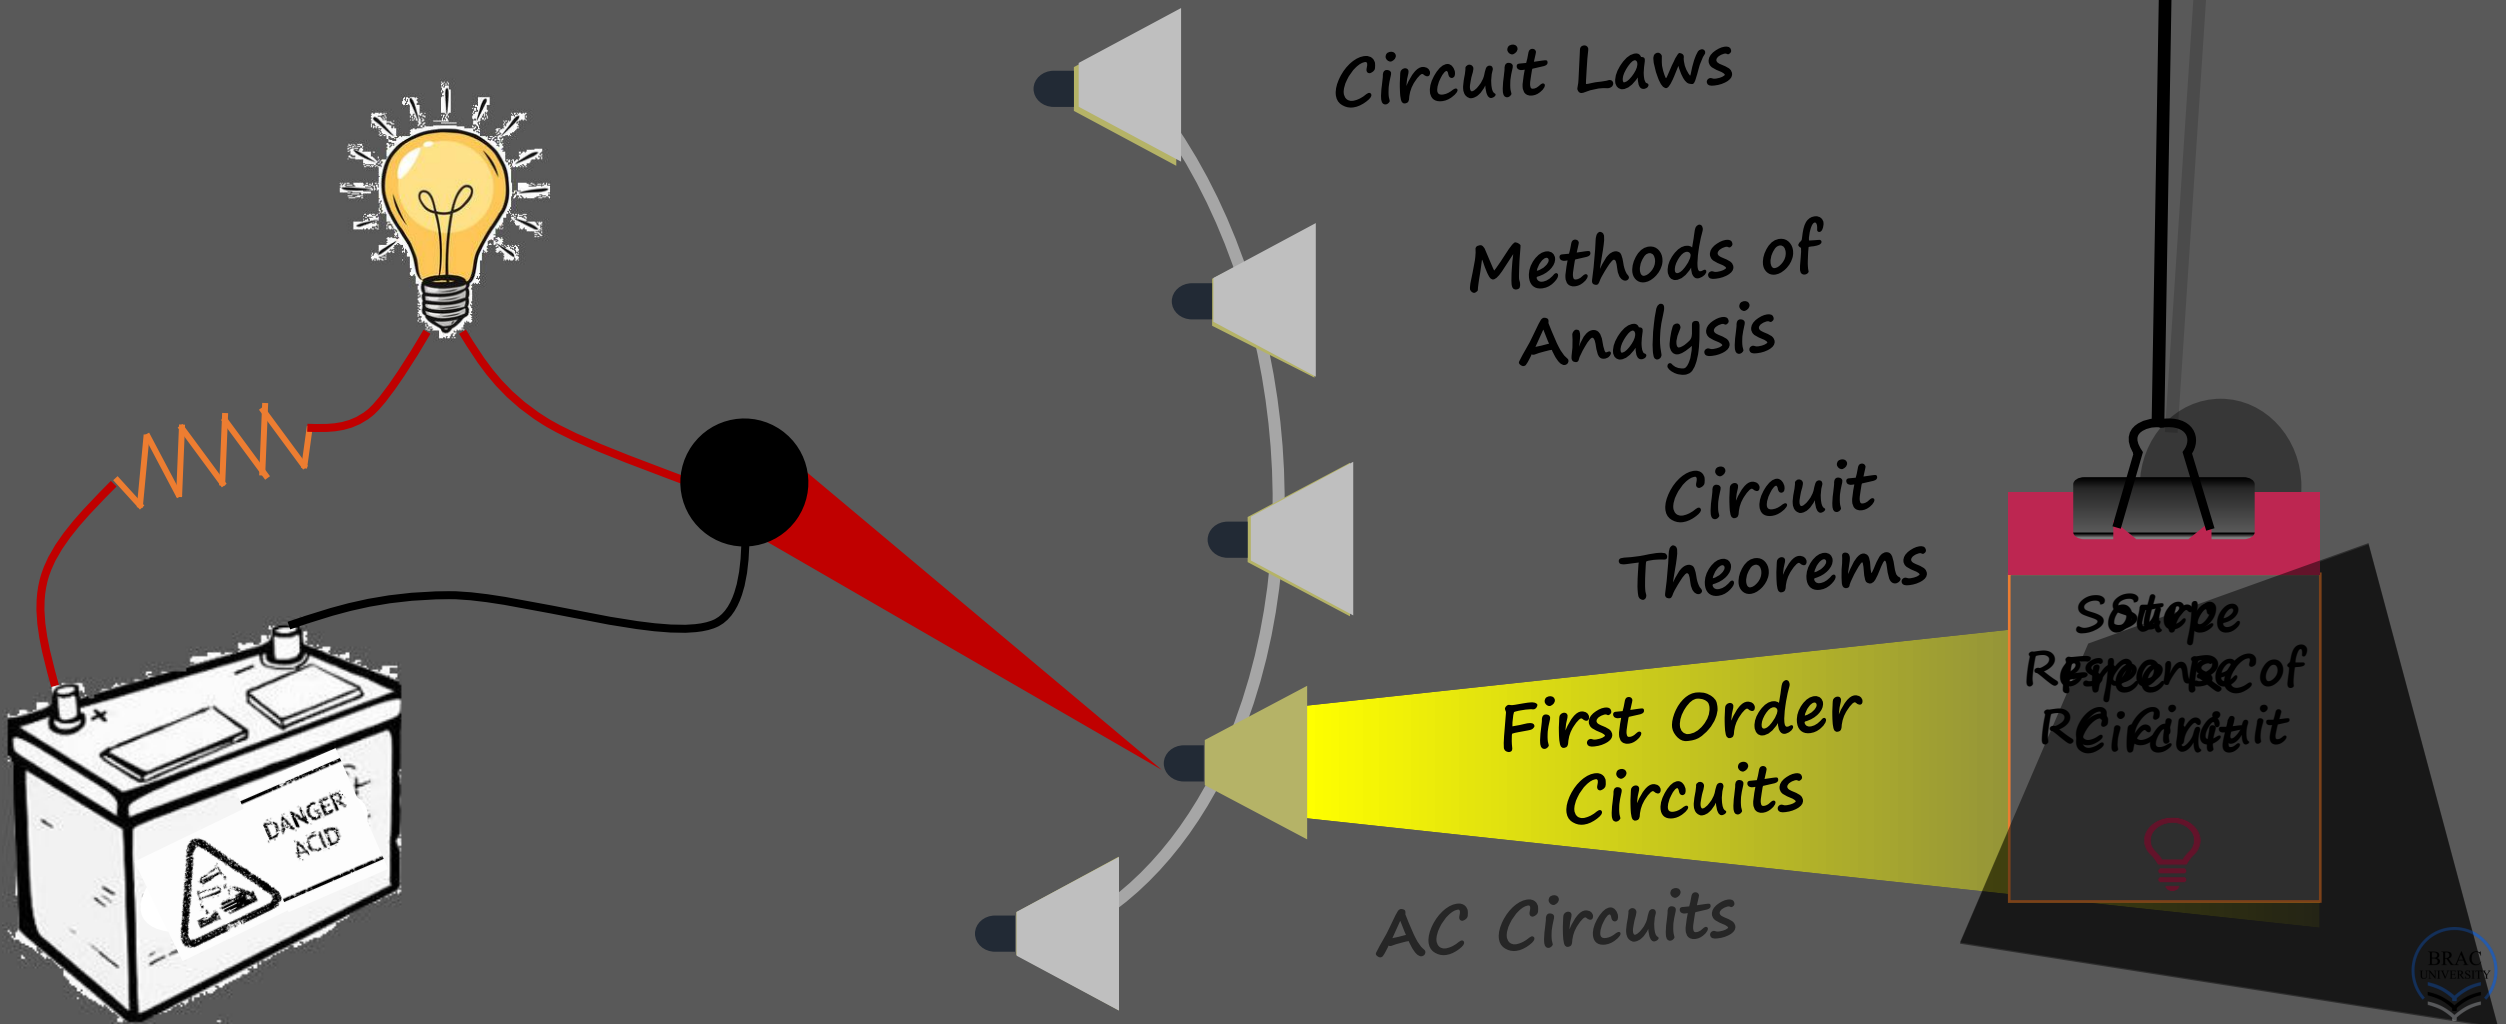 Circuit Laws
Methods of
Analysis
Circuit
Theorems
First Order
Circuits
AC Circuits
DANGER
ACID
BRAC
UNIVERSITY